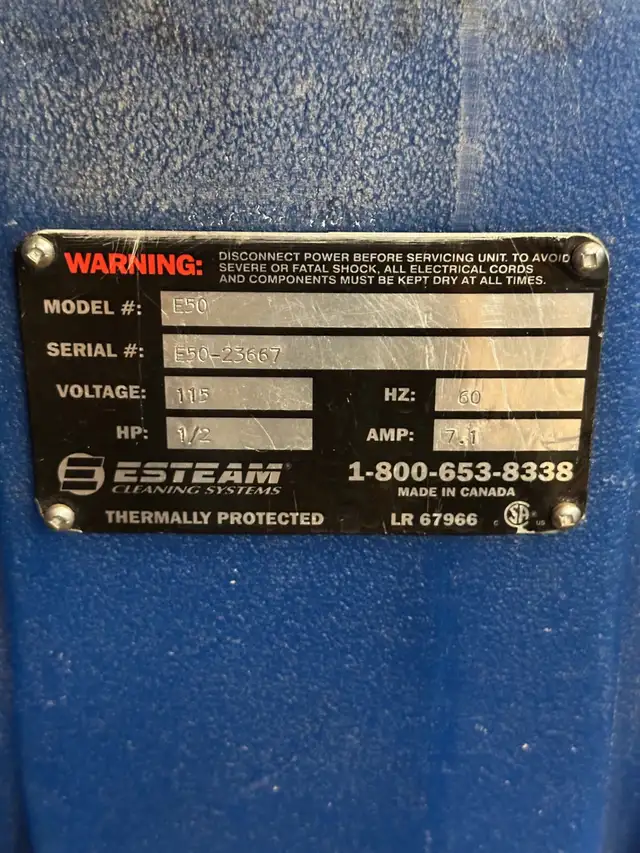 WARNING: DISCONNECT POWER BEFORE SERVICING UNIT. TO AVOID
SEVERE OR FATAL SHOCK, ALL ELECTRICAL CORDS
AND COMPONENTS MUST BE KEPT DRY AT ALL TIMES.
MODEL #: E50
SERIAL #: E50-23667
VOLTAGE: 115 HZ: 60
HP: 1/2 AMP: 7.1
ESTEAM® 1-800-653-8338
CLEANING SYSTEMS MADE IN CANADA
THERMALLY PROTECTED LR 67966 C SA® US